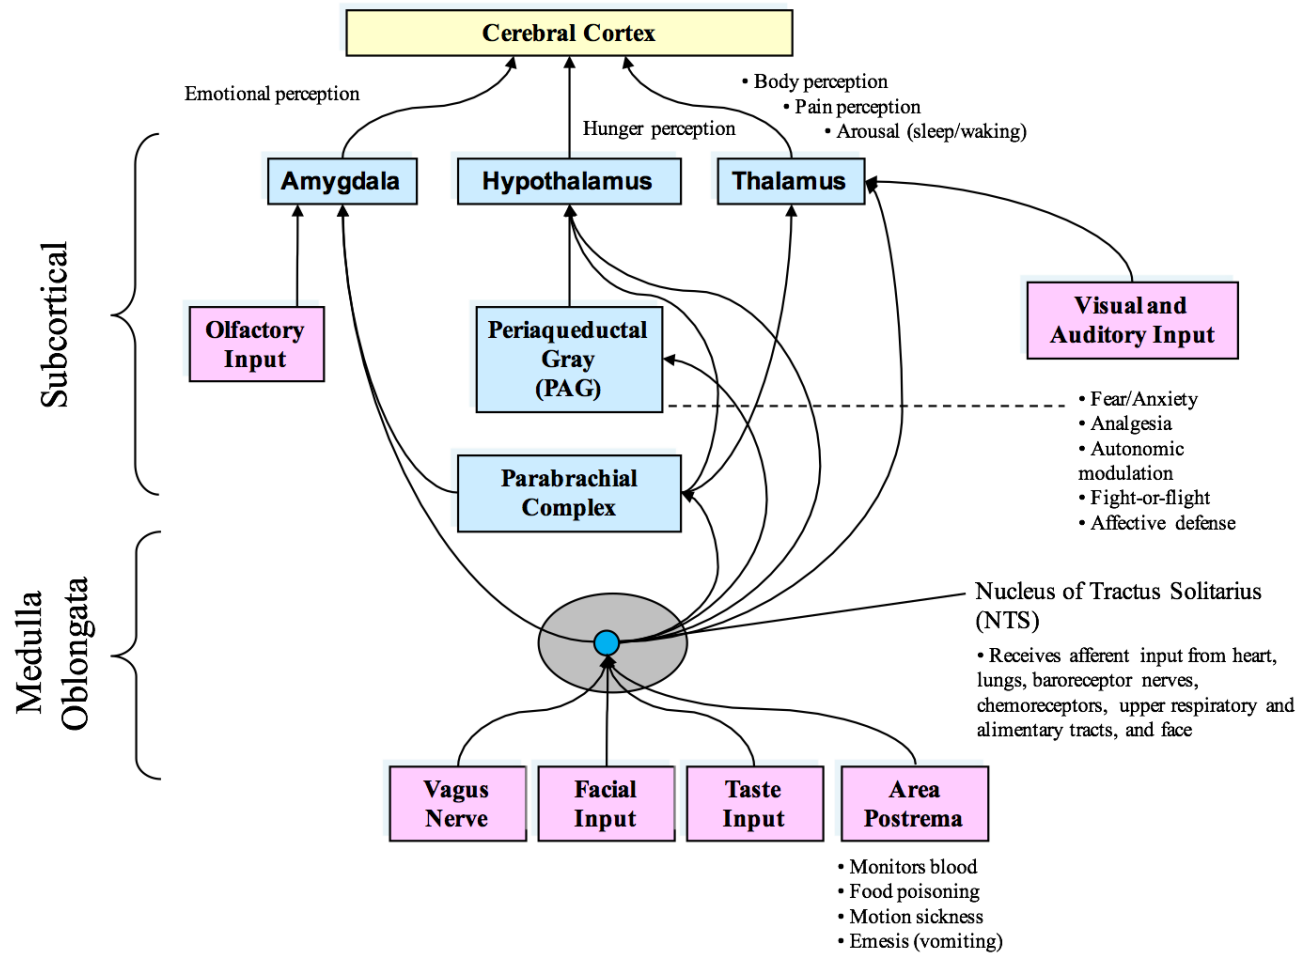 Cerebral Cortex
Emotional perception
• Body perception
• Pain perception
• Arousal (sleep/waking)
Hunger perception
Amygdala
Hypothalamus
Thalamus
Subcortical
Olfactory
Input
Periaqueductal
Gray
(PAG)
Visual and
Auditory Input
• Fear/Anxiety
• Analgesia
• Autonomic
modulation
• Fight-or-flight
• Affective defense
Parabrachial
Complex
Medulla
Oblongata
Nucleus of Tractus Solitarius
(NTS)
• Receives afferent input from heart,
lungs, baroreceptor nerves,
chemoreceptors, upper respiratory and
alimentary tracts, and face
Vagus
Nerve
Facial
Input
Taste
Input
Area
Postrema
• Monitors blood
• Food poisoning
• Motion sickness
• Emesis (vomiting)